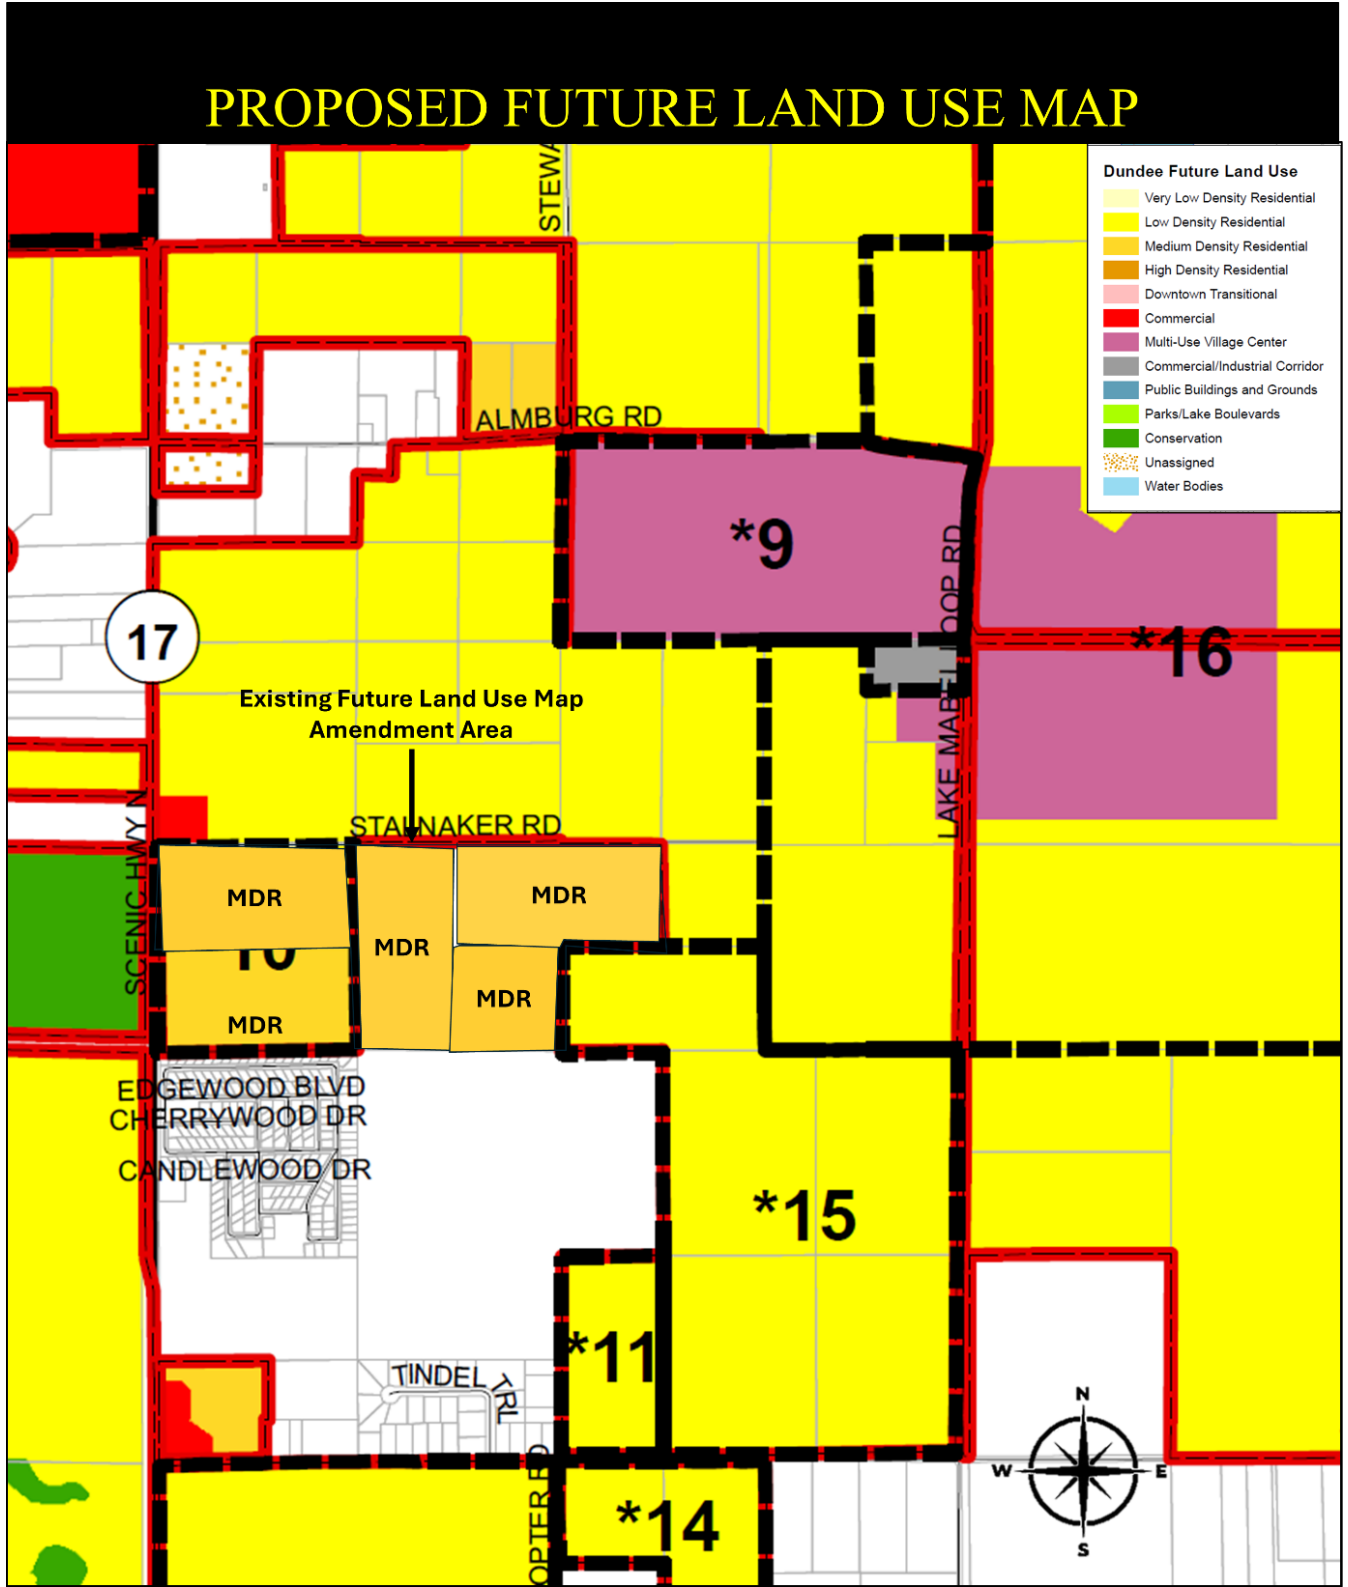 PROPOSED FUTURE LAND USE MAP
STEWA
Dundee Future Land Use
Very Low Density Residential
Low Density Residential
Medium Density Residential
High Density Residential
Downtown Transitional
Commercial
Multi-Use Village Center
Commercial/Industrial Corridor
Public Buildings and Grounds
Parks/Lake Boulevards
Conservation
Unassigned
Water Bodies
ALMBURG RD
*9
17
*16
Existing Future Land Use Map
Amendment Area
LAKE MABEL LOOP RD
STALNAKER RD
SCENIC HWY N
MDR
MDR
MDR
10
MDR
MDR
EDGEWOOD BLVD
CHERRYWOOD DR
CANDLEWOOD DR
*15
*11
TINDEL TRL
N
W
E
S
OPTER RD
*14